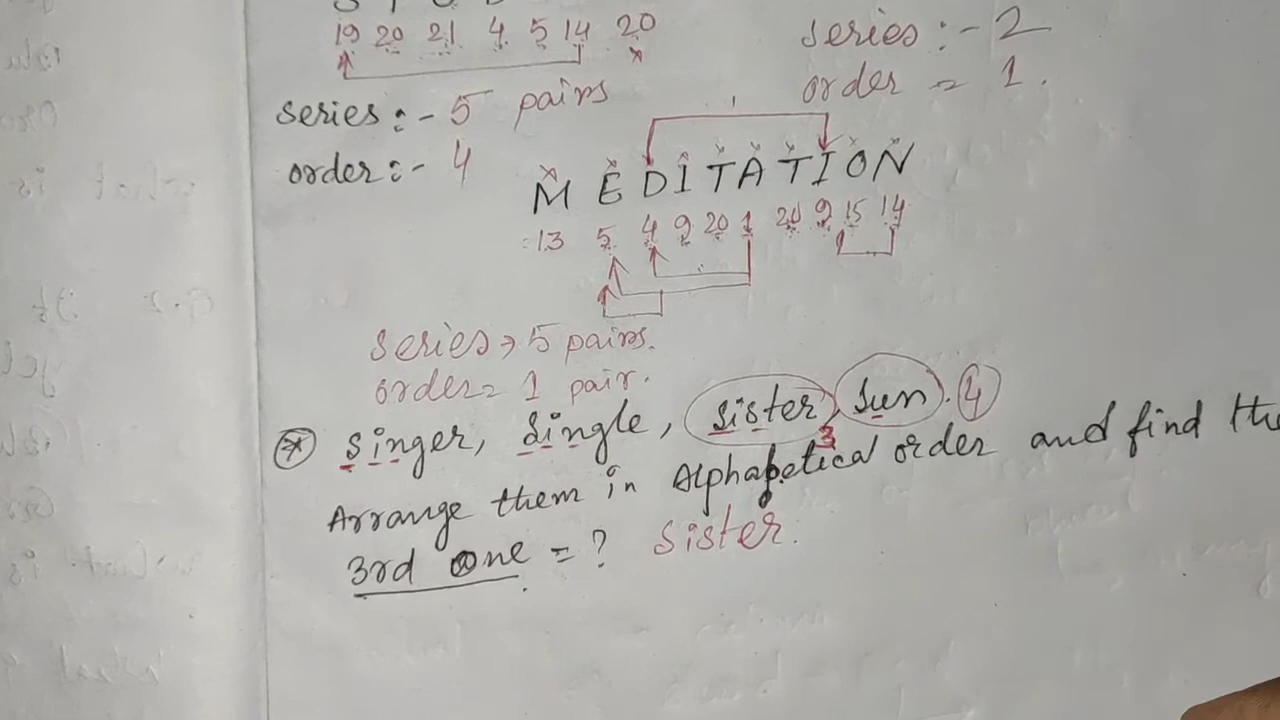 19 20 21 4 5 14 20
series :- 2
order = 1.
series :- 5 pairs
order :- 4
MEDITATION
13 5 4 9 20 1 20 9 15 14
series → 5 pairs.
order = 1 pair.
* singer, single, sister, sun. 4
3
Arrange them in Alphabetical order and find the
3rd one = ? sister.